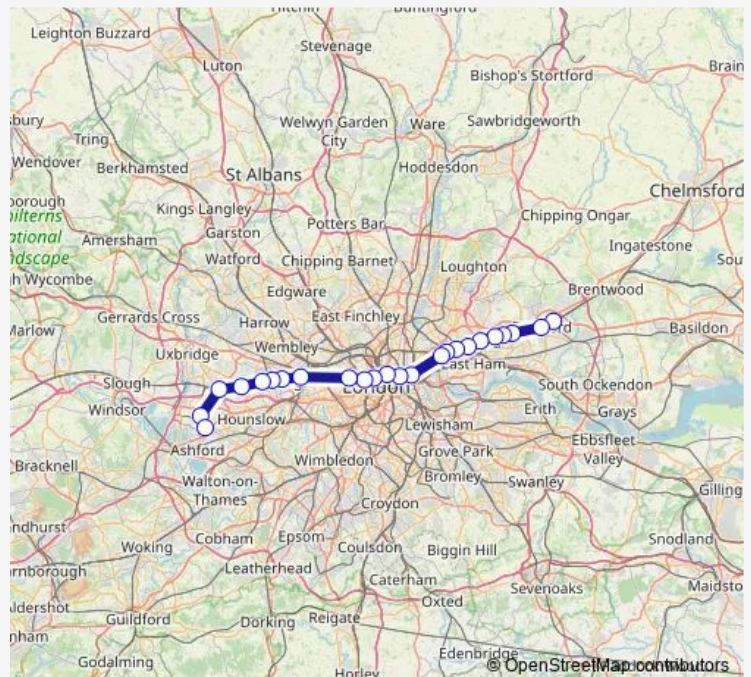 Leighton Buzzard
Luton
Stevenage
Buntingford
Bishop's Stortford
Welwyn Garden
City
Ware
Sawbridgeworth
Tring
Wendover
Berkhamsted
St Albans
Hoddesdon
Chelmsford
Kings Langley
Chipping Ongar
Garston
Potters Bar
Amersham
Watford
Chipping Barnet
Ingatestone
Loughton
h Wycombe
Edgware
Brentwood
Gerrards Cross
Harrow
East Finchley
Basildon
Uxbridge
Wembley
East Ham
Slough
London
South Ockendon
Windsor
Hounslow
Erith
Grays
Lewisham
Ashford
Wimbledon
Grove Park
Ebbsfleet
Valley
Bracknell
Walton-on-
Thames
Bromley
Swanley
Gilling
Croydon
ndhurst
Cobham
Epsom
Woking
Coulsdon
Biggin Hill
Snodland
Leatherhead
Caterham
Sevenoaks
Maidsto
Oxted
Guildford
Dorking
Reigate
Edenbridge
Godalming
Horley
© OpenStreetMap contributors